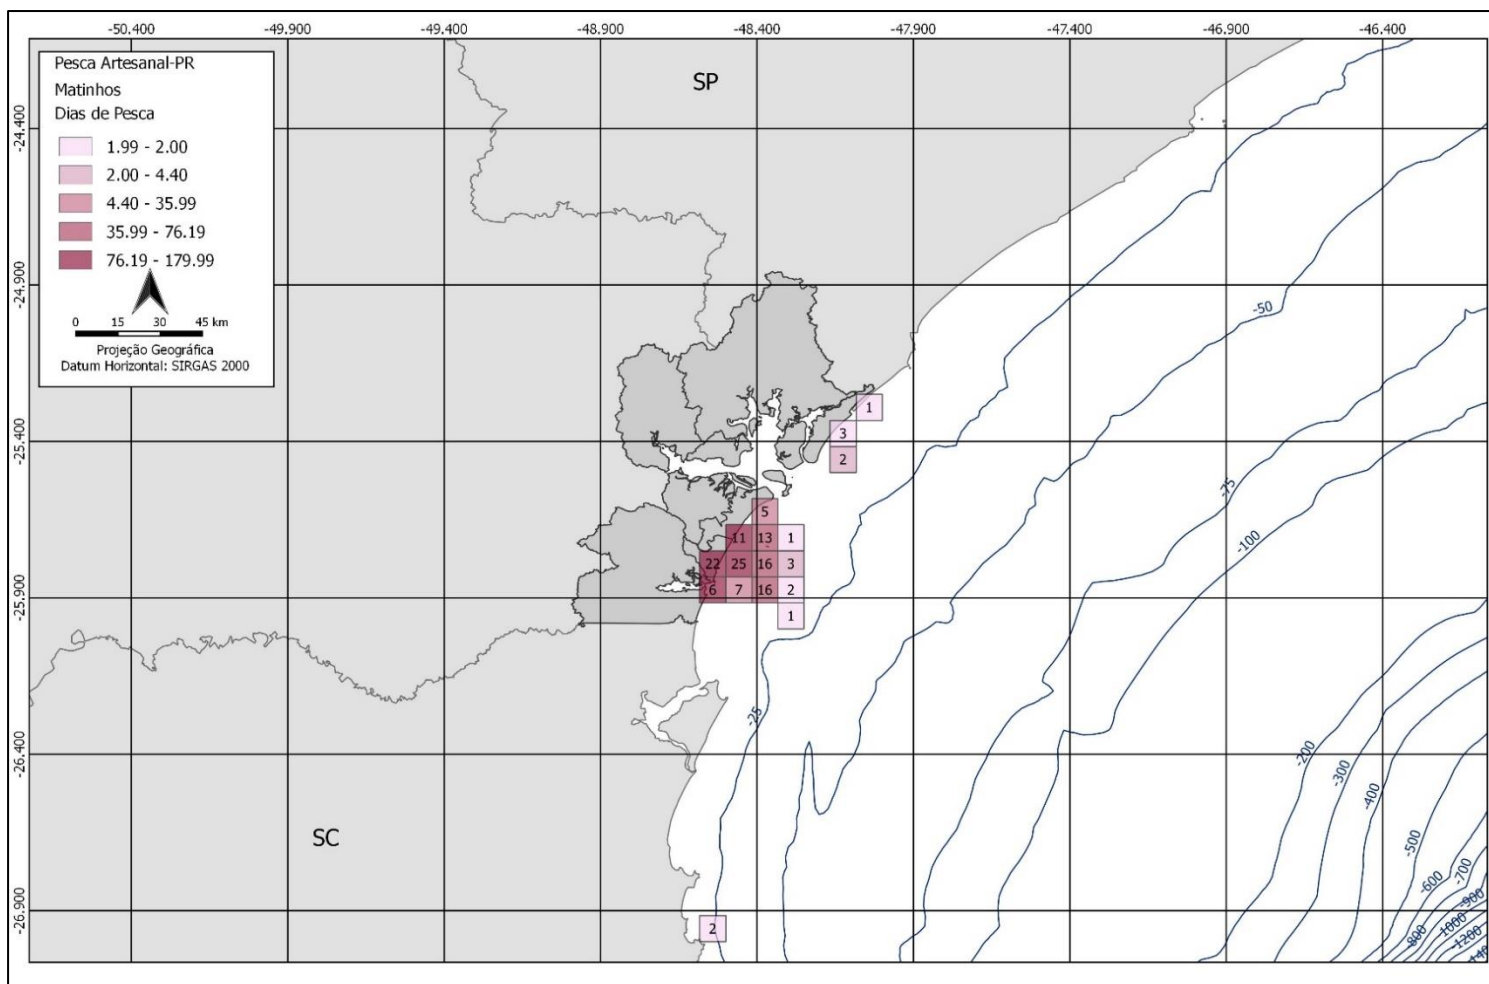 -50.400 -49.900 -49.400 -48.900 -48.400 -47.900 -47.400 -46.900 -46.400
Pesca Artesanal-PR
Matinhos
Dias de Pesca
1.99 - 2.00
2.00 - 4.40
4.40 - 35.99
35.99 - 76.19
76.19 - 179.99
0 15 30 45 km
Projeção Geográfica
Datum Horizontal: SIRGAS 2000
SP
-24.400
-24.900
-50
1
3
-25.400
2
-75
5
-100
11 13 1
22 25 16 3
6 7 16 2
-25.900
1
-25
-26.400
-200
-300
-400
SC
-500
-600
-700
-800
-900
1000
-1200
-26.900
2